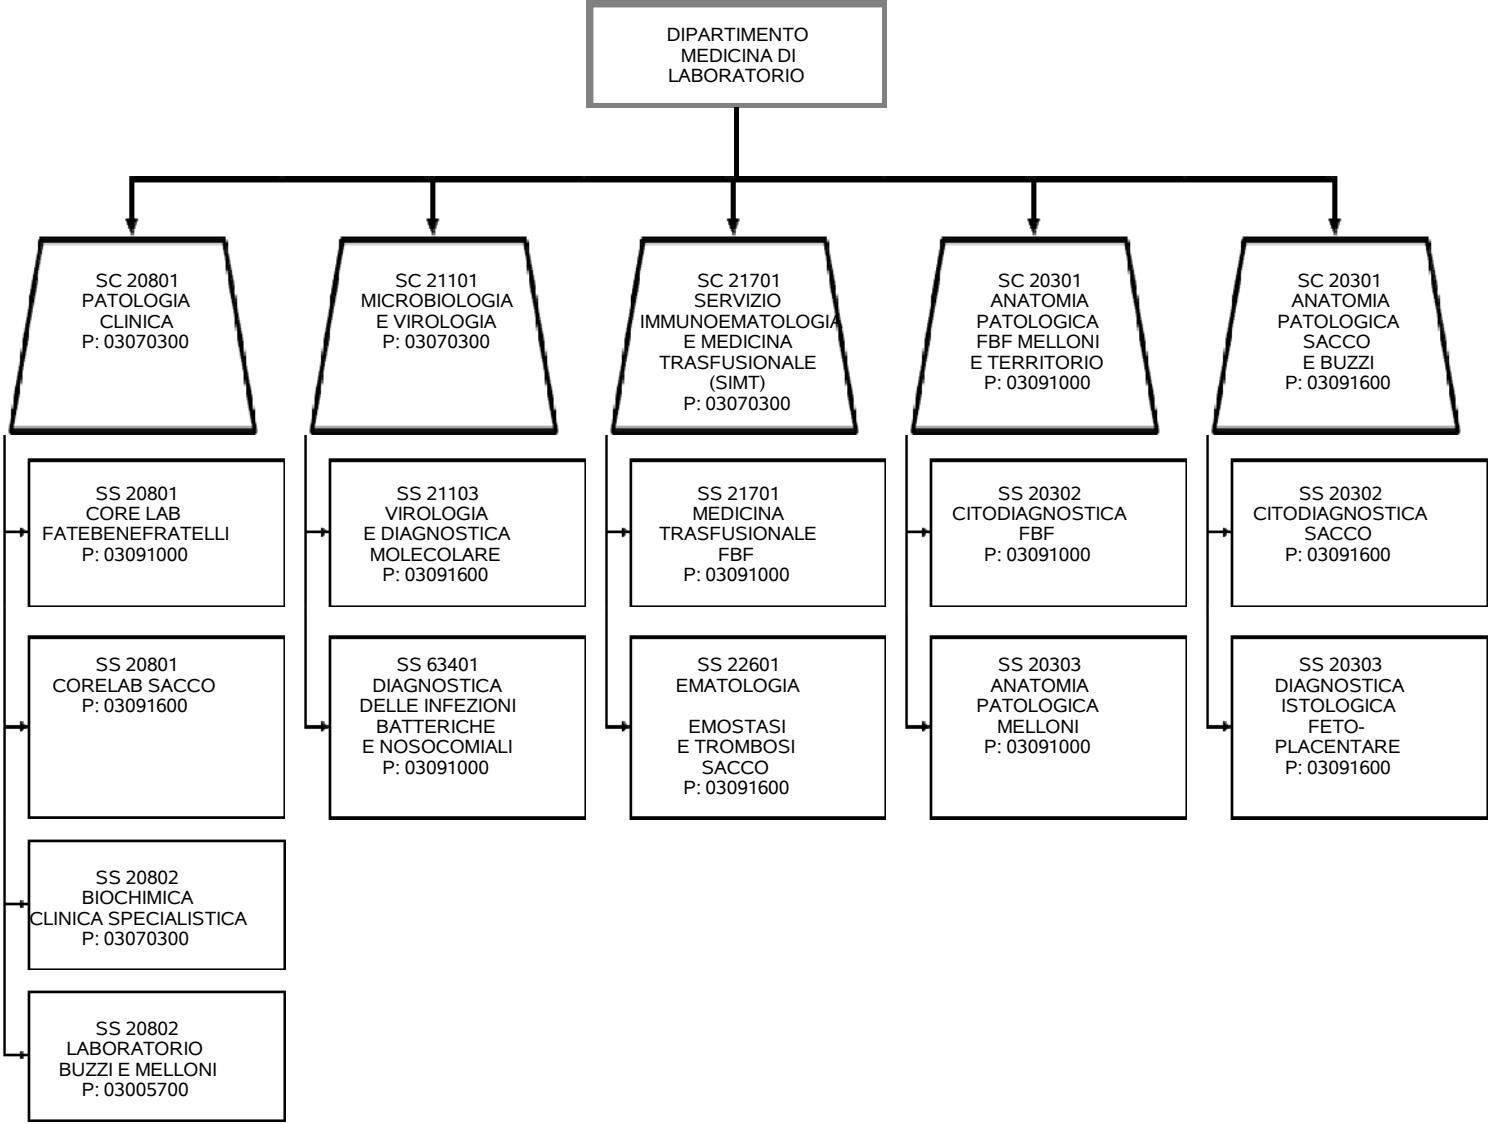 DIPARTIMENTO
MEDICINA DI
LABORATORIO
SC 20801
PATOLOGIA
CLINICA
P: 03070300
SC 21101
MICROBIOLOGIA
E VIROLOGIA
P: 03070300
SC 21701
SERVIZIO
IMMUNOEMATOLOGIA
E MEDICINA
TRASFUSIONALE
(SIMT)
P: 03070300
SC 20301
ANATOMIA
PATOLOGICA
FBF MELLONI
E TERRITORIO
P: 03091000
SC 20301
ANATOMIA
PATOLOGICA
SACCO
E BUZZI
P: 03091600
SS 20801
CORE LAB
FATEBENEFRATELLI
P: 03091000
SS 21103
VIROLOGIA
E DIAGNOSTICA
MOLECOLARE
P: 03091600
SS 21701
MEDICINA
TRASFUSIONALE
FBF
P: 03091000
SS 20302
CITODIAGNOSTICA
FBF
P: 03091000
SS 20302
CITODIAGNOSTICA
SACCO
P: 03091600
SS 20801
CORELAB SACCO
P: 03091600
SS 63401
DIAGNOSTICA
DELLE INFEZIONI
BATTERICHE
E NOSOCOMIALI
P: 03091000
SS 22601
EMATOLOGIA
EMOSTASI
E TROMBOSI
SACCO
P: 03091600
SS 20303
ANATOMIA
PATOLOGICA
MELLONI
P: 03091000
SS 20303
DIAGNOSTICA
ISTOLOGICA
FETO-
PLACENTARE
P: 03091600
SS 20802
BIOCHIMICA
CLINICA SPECIALISTICA
P: 03070300
SS 20802
LABORATORIO
BUZZI E MELLONI
P: 03005700